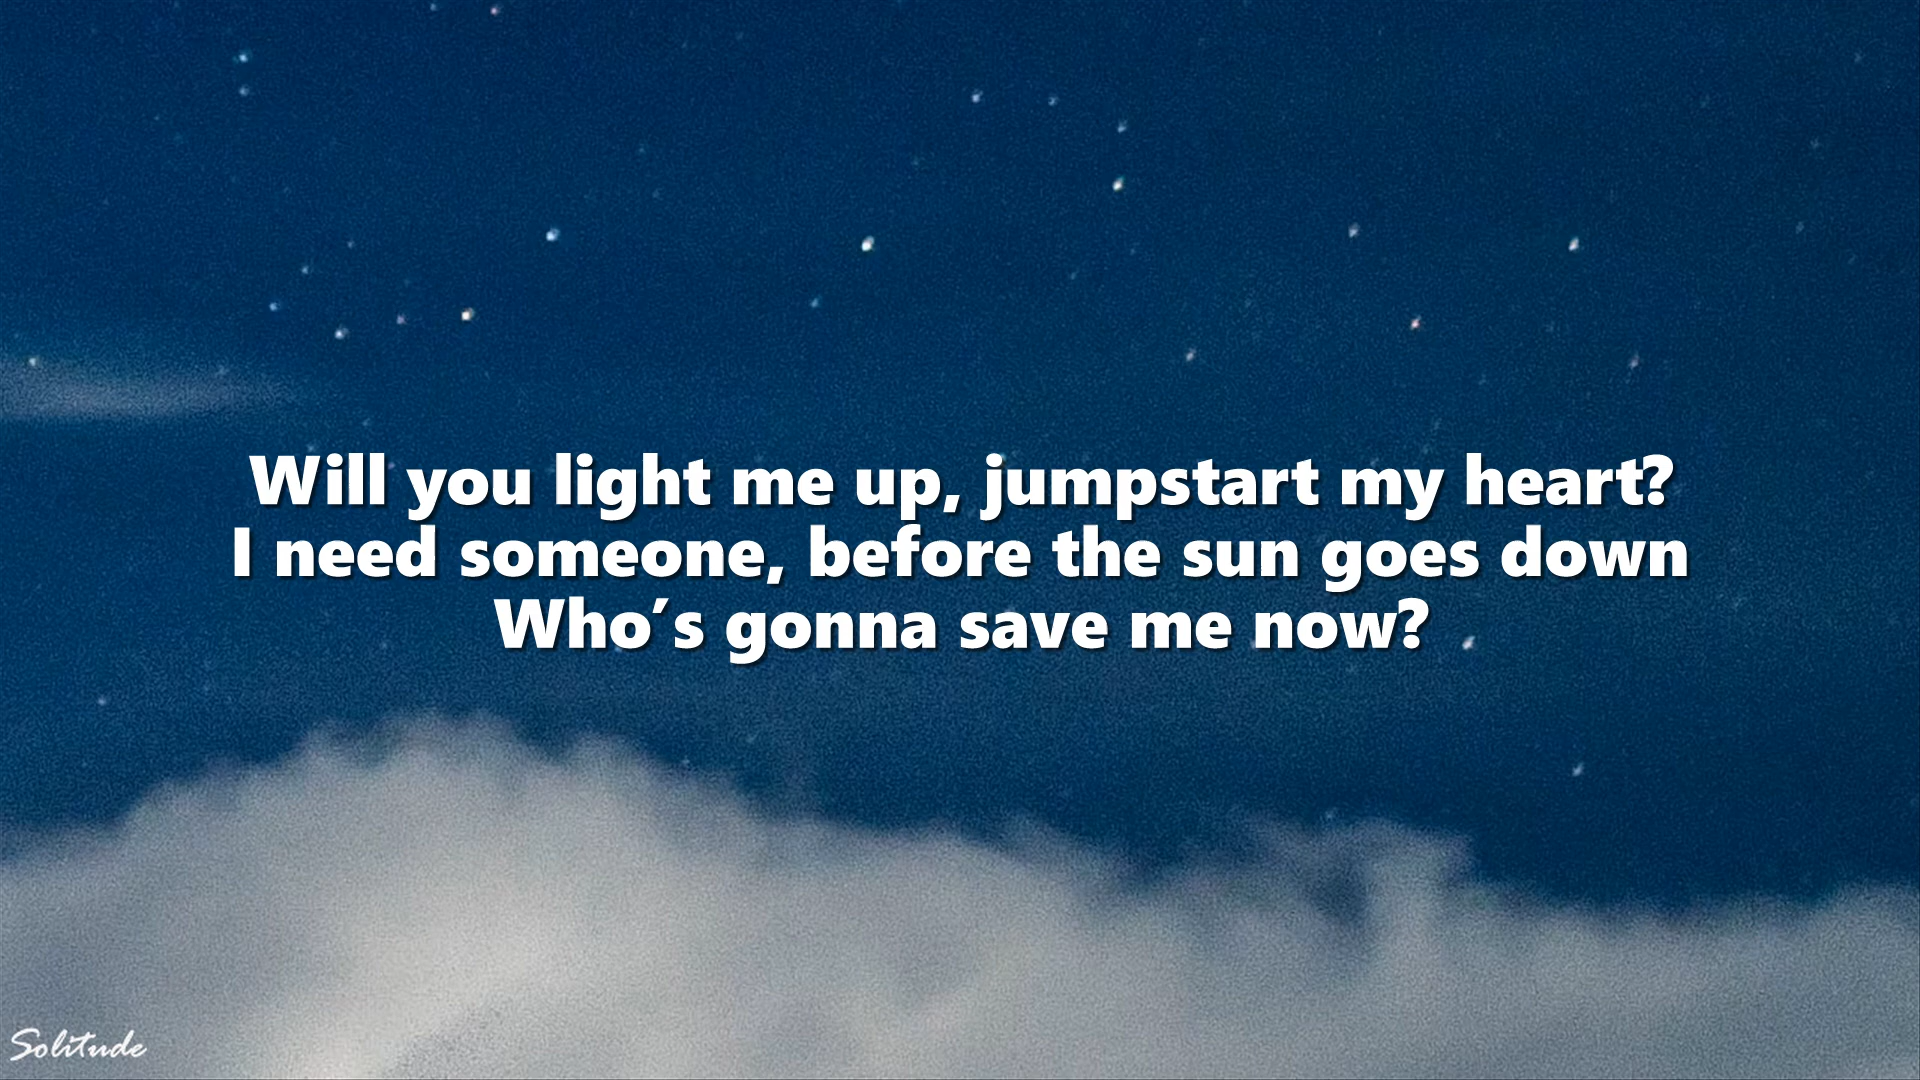 Will you light me up, jumpstart my heart?
I need someone, before the sun goes down
Who's gonna save me now?
Solitude